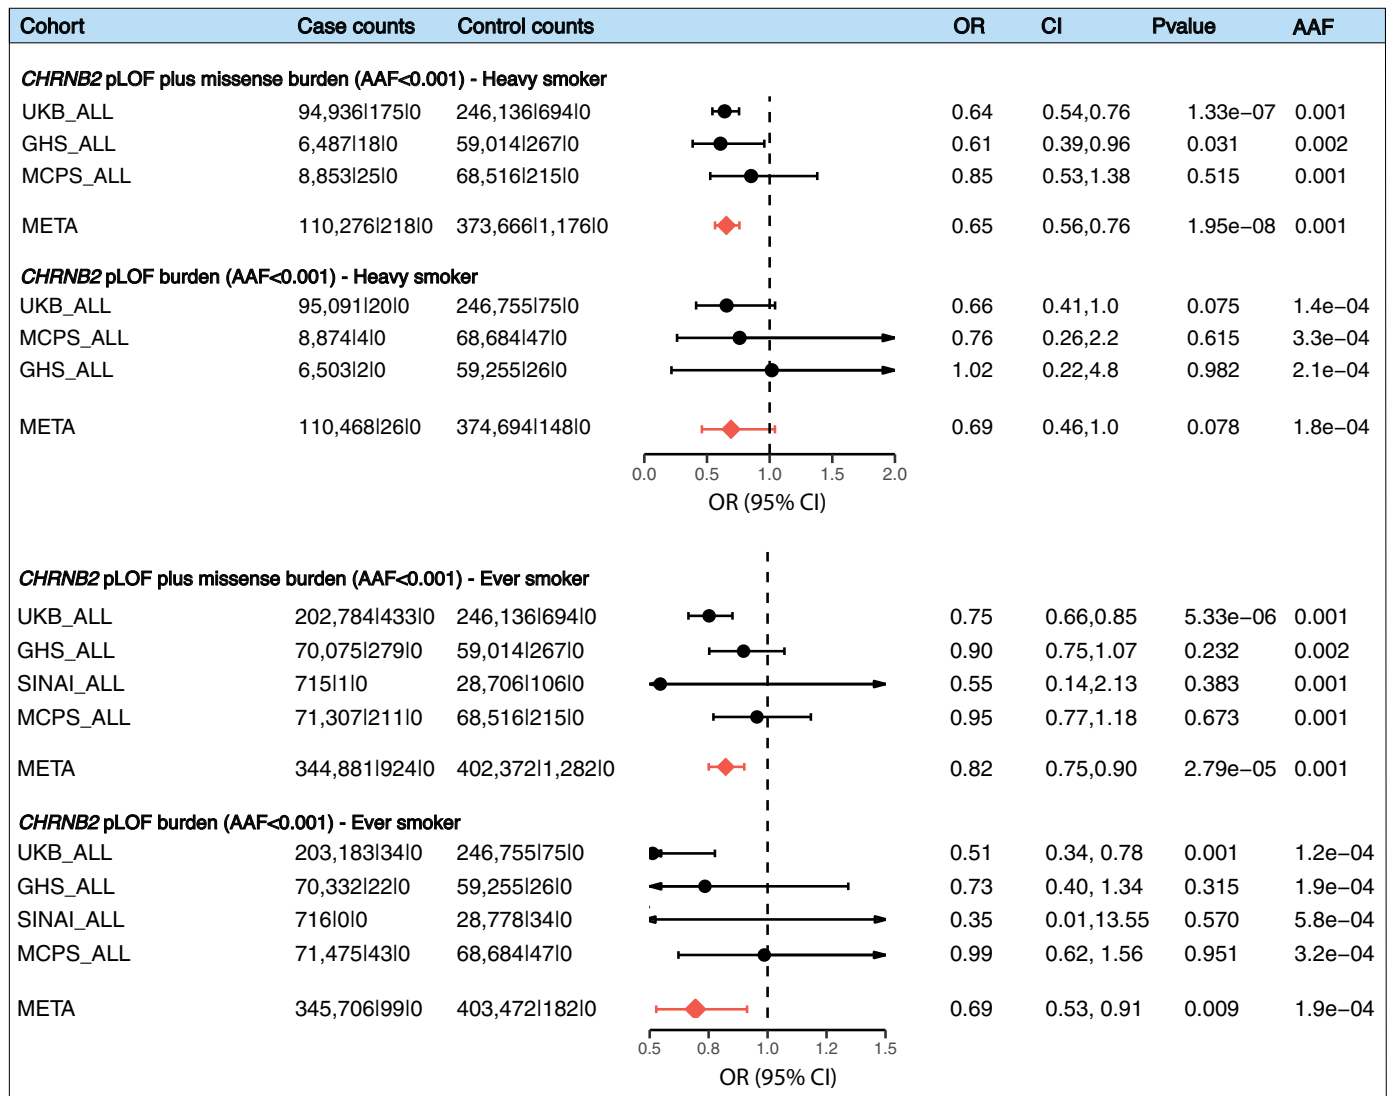 Cohort Case counts Control counts OR CI Pvalue AAF
CHRNB2 pLOF plus missense burden (AAF<0.001) - Heavy smoker
UKB_ALL 94,936|175|0 246,136|694|0 0.64 0.54,0.76 1.33e−07 0.001
GHS_ALL 6,487|18|0 59,014|267|0 0.61 0.39,0.96 0.031 0.002
MCPS_ALL 8,853|25|0 68,516|215|0 0.85 0.53,1.38 0.515 0.001
META 110,276|218|0 373,666|1,176|0 0.65 0.56,0.76 1.95e−08 0.001
CHRNB2 pLOF burden (AAF<0.001) - Heavy smoker
UKB_ALL 95,091|20|0 246,755|75|0 0.66 0.41,1.0 0.075 1.4e−04
MCPS_ALL 8,874|4|0 68,684|47|0 0.76 0.26,2.2 0.615 3.3e−04
GHS_ALL 6,503|2|0 59,255|26|0 1.02 0.22,4.8 0.982 2.1e−04
META 110,468|26|0 374,694|148|0 0.69 0.46,1.0 0.078 1.8e−04
0.0 0.5 1.0 1.5 2.0
OR (95% CI)
CHRNB2 pLOF plus missense burden (AAF<0.001) - Ever smoker
UKB_ALL 202,784|433|0 246,136|694|0 0.75 0.66,0.85 5.33e−06 0.001
GHS_ALL 70,075|279|0 59,014|267|0 0.90 0.75,1.07 0.232 0.002
SINAI_ALL 715|1|0 28,706|106|0 0.55 0.14,2.13 0.383 0.001
MCPS_ALL 71,307|211|0 68,516|215|0 0.95 0.77,1.18 0.673 0.001
META 344,881|924|0 402,372|1,282|0 0.82 0.75,0.90 2.79e−05 0.001
CHRNB2 pLOF burden (AAF<0.001) - Ever smoker
UKB_ALL 203,183|34|0 246,755|75|0 0.51 0.34, 0.78 0.001 1.2e−04
GHS_ALL 70,332|22|0 59,255|26|0 0.73 0.40, 1.34 0.315 1.9e−04
SINAI_ALL 716|0|0 28,778|34|0 0.35 0.01,13.55 0.570 5.8e−04
MCPS_ALL 71,475|43|0 68,684|47|0 0.99 0.62, 1.56 0.951 3.2e−04
META 345,706|99|0 403,472|182|0 0.69 0.53, 0.91 0.009 1.9e−04
0.5 0.8 1.0 1.2 1.5
OR (95% CI)